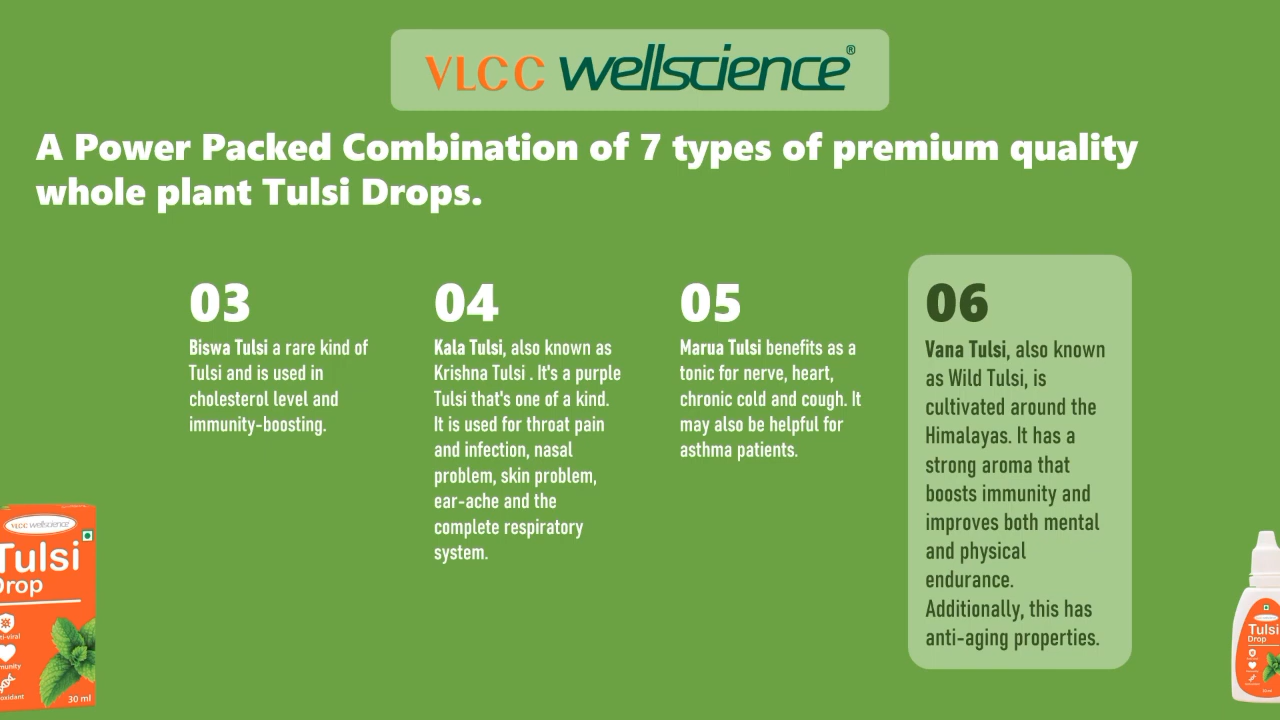 VLCC wellscience®
A Power Packed Combination of 7 types of premium quality
whole plant Tulsi Drops.
03
Biswa Tulsi a rare kind of
Tulsi and is used in
cholesterol level and
immunity-boosting.
04
Kala Tulsi, also known as
Krishna Tulsi . It's a purple
Tulsi that's one of a kind.
It is used for throat pain
and infection, nasal
problem, skin problem,
ear-ache and the
complete respiratory
system.
05
Marua Tulsi benefits as a
tonic for nerve, heart,
chronic cold and cough. It
may also be helpful for
asthma patients.
06
Vana Tulsi, also known
as Wild Tulsi, is
cultivated around the
Himalayas. It has a
strong aroma that
boosts immunity and
improves both mental
and physical
endurance.
Additionally, this has
anti-aging properties.
VLCC wellscience
Tulsi
Drop
ti-viral
munity
oxidant
30 ml
Tulsi
Drop